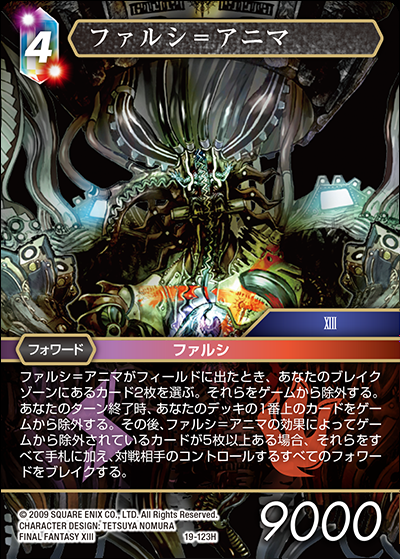 4
ファルシ=アニマ
XIII
フォワード
ファルシ
ファルシ=アニマがフィールドに出たとき、あなたのブレイク
ゾーンにあるカード2枚を選ぶ。それらをゲームから除外する。
あなたのターン終了時、あなたのデッキの1番上のカードをゲー
ムから除外する。その後、ファルシ=アニマの効果によってゲー
ムから除外されているカードが5枚以上ある場合、それらをす
べて手札に加え、対戦相手のコントロールするすべてのフォワー
ドをブレイクする。
© 2009 SQUARE ENIX CO., LTD. All Rights Reserved.
CHARACTER DESIGN: TETSUYA NOMURA
FINAL FANTASY XIII
19-123H
9000